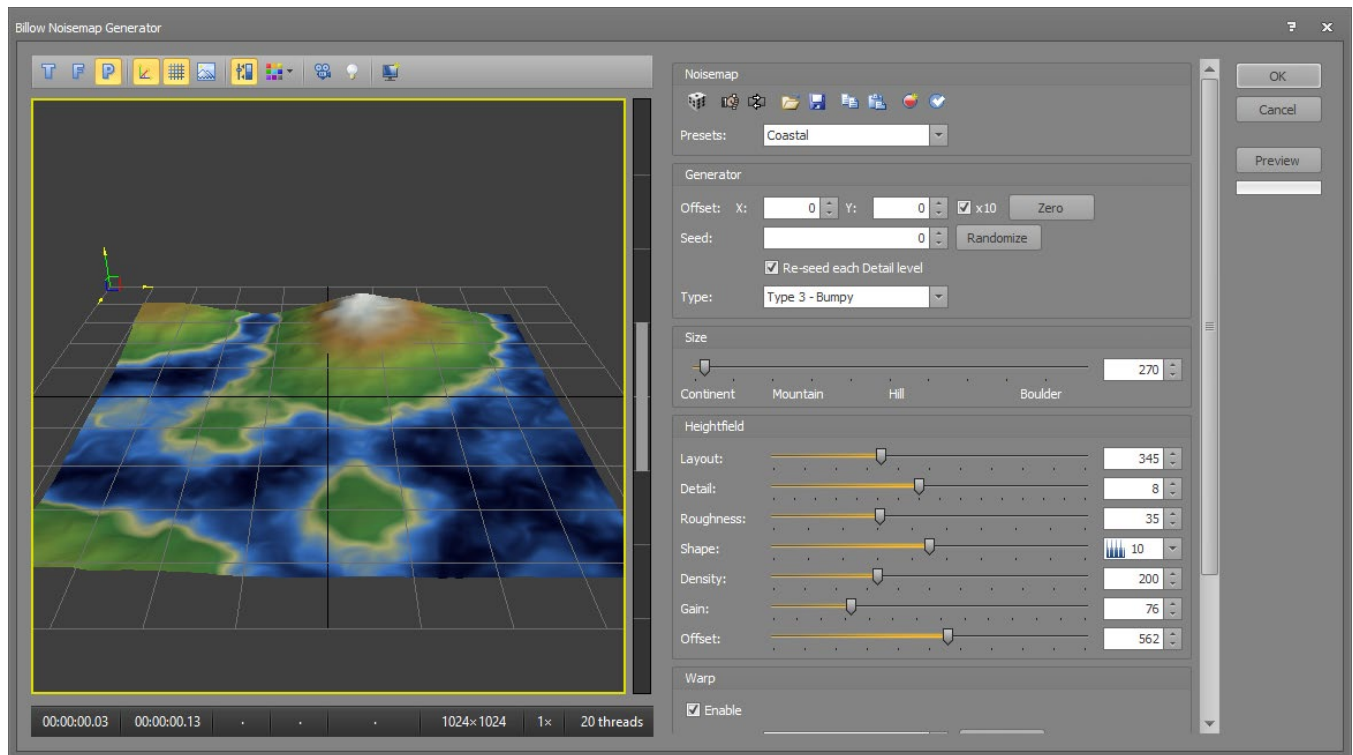 Billow Noisemap Generator
T F P
Noisemap
OK
Cancel
Presets: Coastal
Preview
Generator
Offset: X: 0 Y: 0 x10 Zero
Seed: 0 Randomize
Re-seed each Detail level
Type: Type 3 - Bumpy
Size
270
Continent Mountain Hill Boulder
Heightfield
Layout: 345
Detail: 8
Roughness: 35
Shape: 10
Density: 200
Gain: 76
Offset: 562
Warp
Enable
00:00:00.03 00:00:00.13 · · · 1024×1024 1× 20 threads